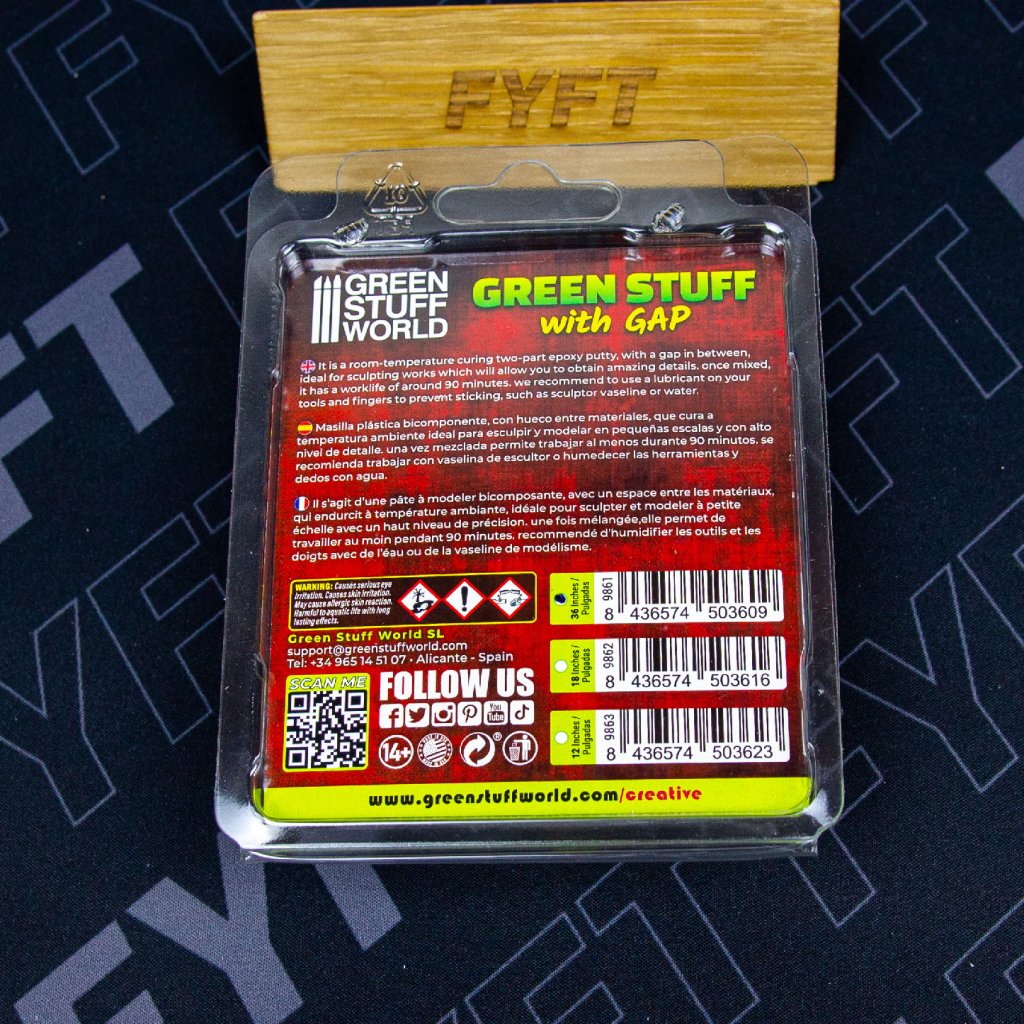 FYFT
GREEN
STUFF
WORLD
GREEN STUFF
with GAP
It is a room-temperature curing two-part epoxy putty, with a gap in between,
ideal for sculpting works which will allow you to obtain amazing details. once mixed,
it has a worklife of around 90 minutes. we recommend to use a lubricant on your
tools and fingers to prevent sticking, such as sculptor vaseline or water.
Masilla plástica bicomponente, con hueco entre materiales, que cura a
temperatura ambiente ideal para esculpir y modelar en pequeñas escalas y con alto
nivel de detalle. una vez mezclada permite trabajar al menos durante 90 minutos. se
recomienda trabajar con vaselina de escultor o humedecer las herramientas y
dedos con agua.
Il s'agit d'une pâte à modeler bicomposante, avec un espace entre les matériaux,
qui endurcit à température ambiante, idéale pour sculpter et modeler à petite
échelle avec un haut niveau de précision. une fois mélangée,elle permet de
travailler au moin pendant 90 minutes. recommendé d'humidifier les outils et les
doigts avec de l'éau ou de la vaseline de modélisme.
WARNING: Causes serious eye
irritation. Causes skin irritation.
May cause allergic skin reaction.
Harmful to aquatic life with long
lasting effects.
Green Stuff World SL
support@greenstuffworld.com
Tel: +34 965 14 51 07 · Alicante - Spain
SCAN ME
FOLLOW US
You
Tube
14+
®
36 Inches /
Pulgadas
9861
8 436574 503609
18 Inches /
Pulgadas
9862
8 436574 503616
12 Inches /
Pulgadas
9863
8 436574 503623
www.greenstuffworld.com/creative
FYFT
FYFT
FYFT